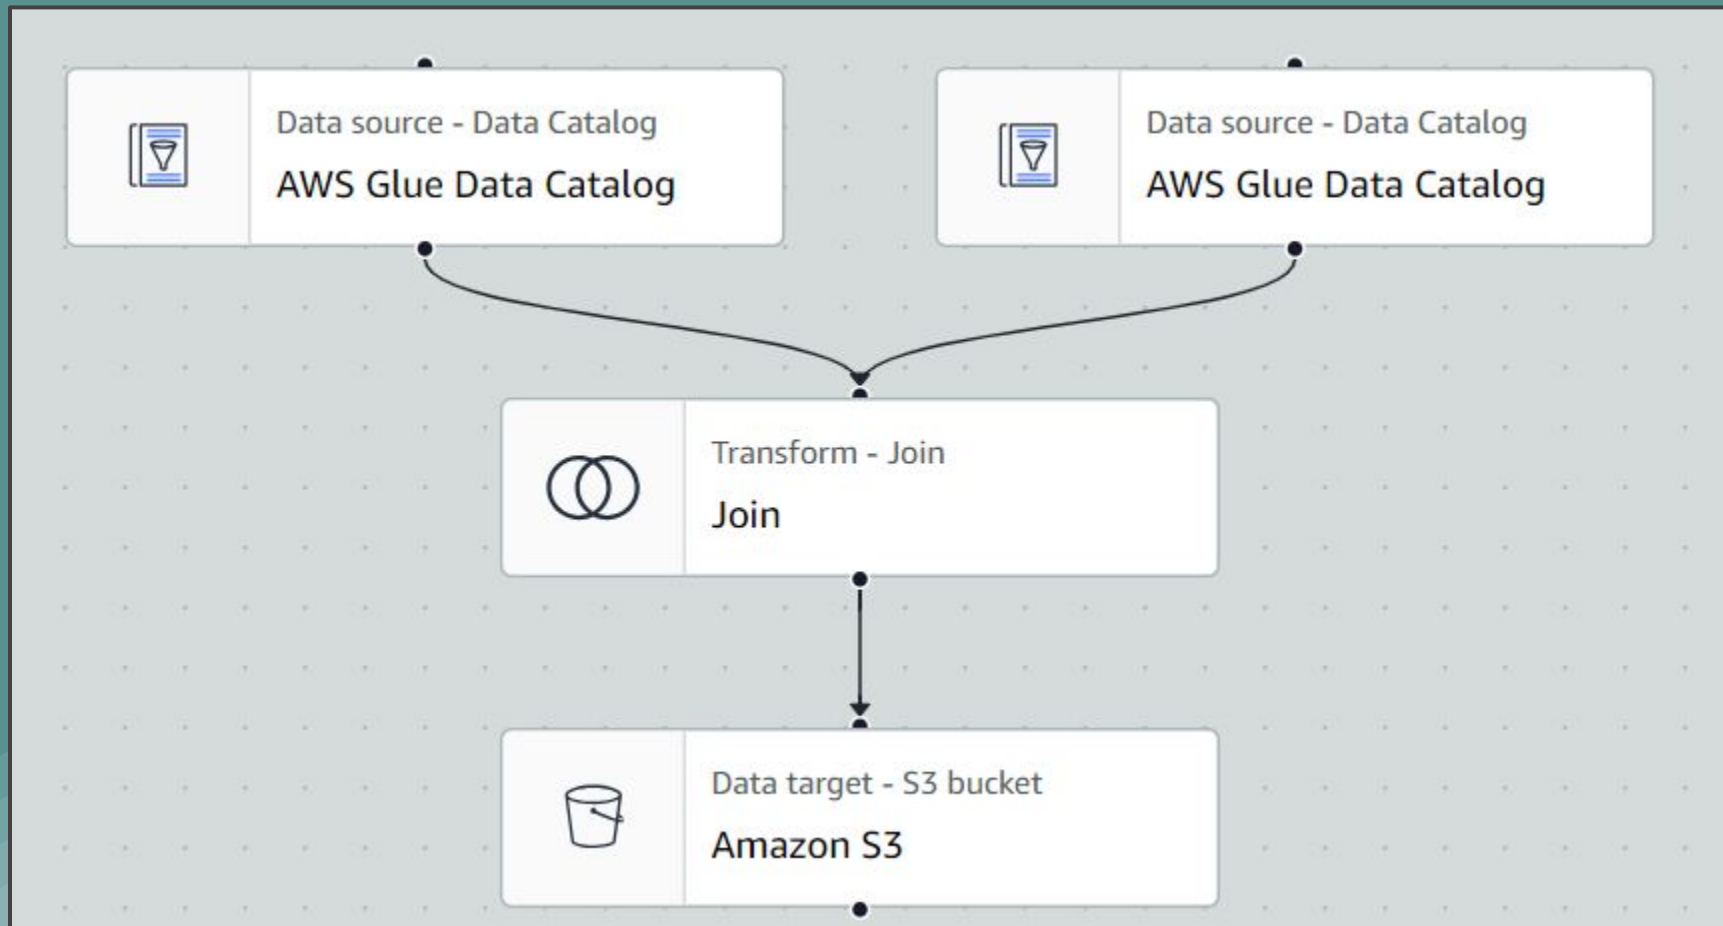 Data source - Data Catalog
AWS Glue Data Catalog
Data source - Data Catalog
AWS Glue Data Catalog
Transform - Join
Join
Data target - S3 bucket
Amazon S3